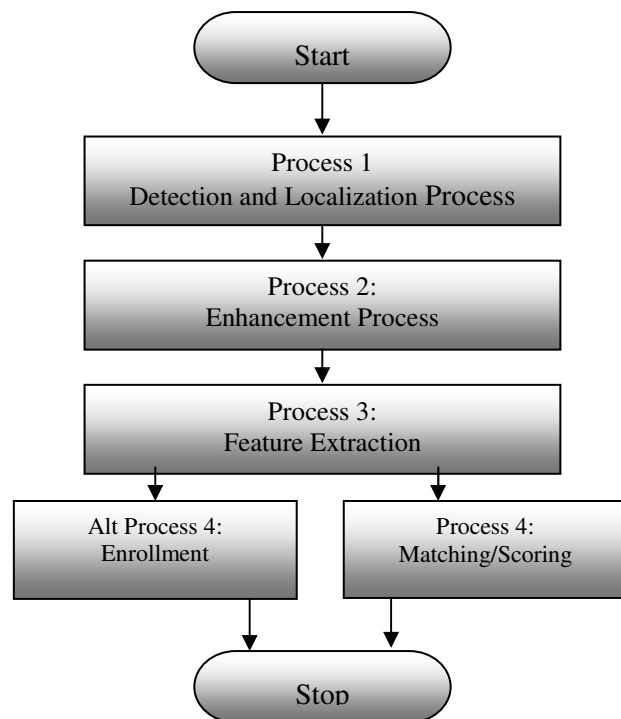 Start
Process 1
Detection and Localization Process
Process 2:
Enhancement Process
Process 3:
Feature Extraction
Alt Process 4:
Enrollment
Process 4:
Matching/Scoring
Stop